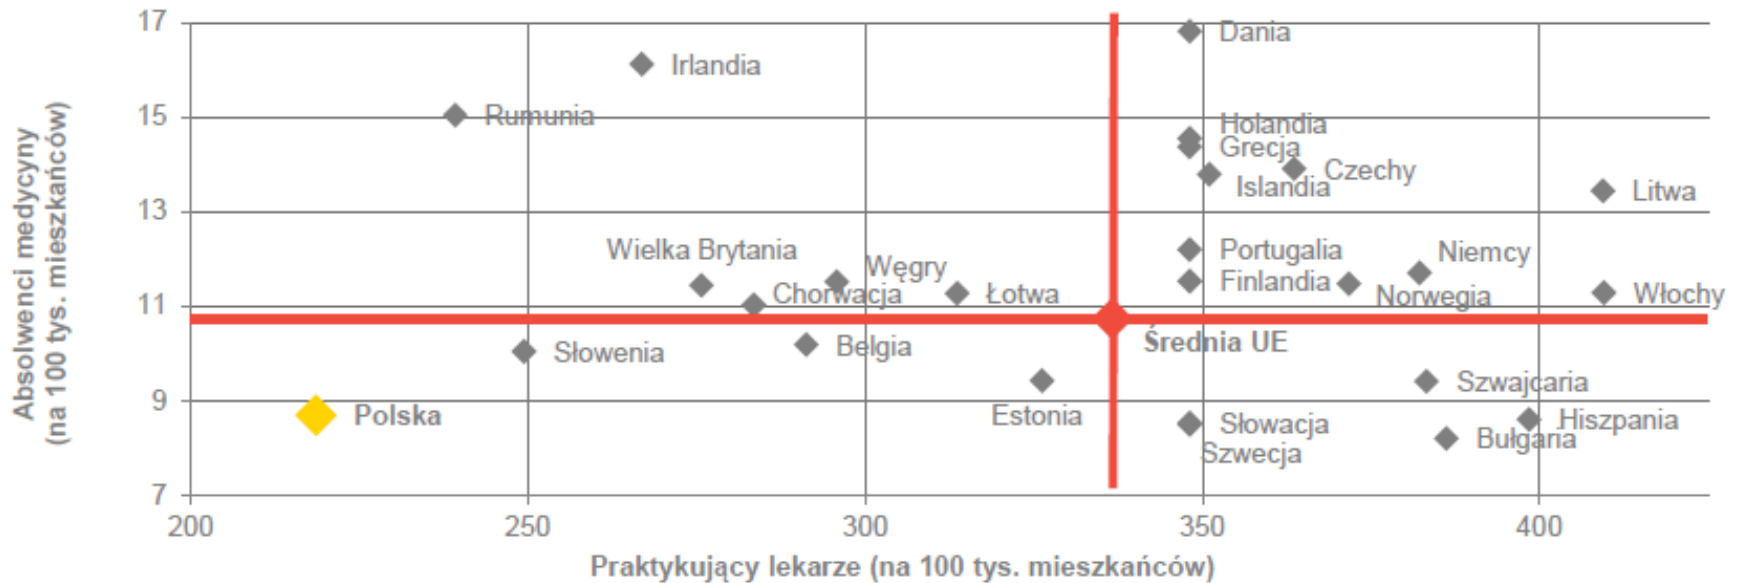 Absolwenci medycyny
(na 100 tys. mieszkańców)
17
15
13
11
9
7
Dania
Irlandia
Rumunia
Holandia
Grecja
Czechy
Islandia
Litwa
Wielka Brytania
Węgry
Portugalia
Niemcy
Chorwacja
Łotwa
Finlandia
Norwegia
Włochy
Słowenia
Belgia
Średnia UE
Szwajcaria
Polska
Estonia
Słowacja
Hiszpania
Szwecja
Bułgaria
200
250
300
350
400
Praktykujący lekarze (na 100 tys. mieszkańców)